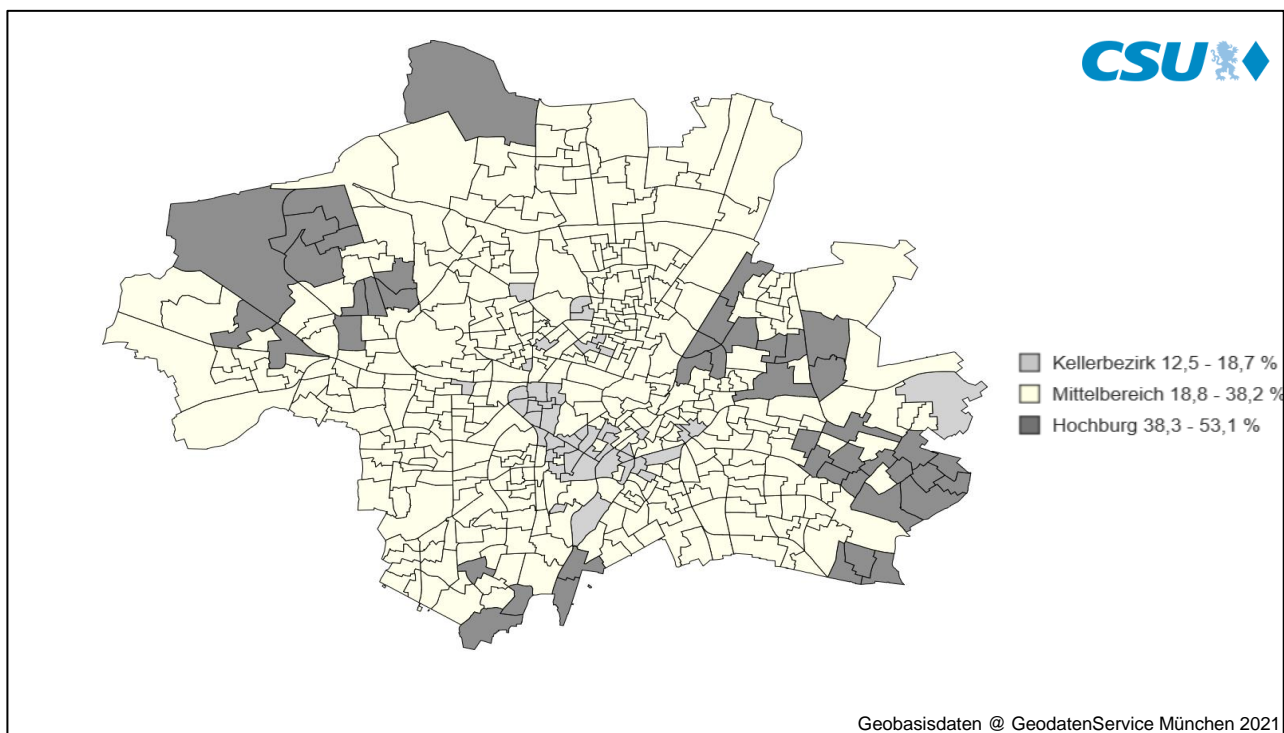 CSU
Kellerbezirk 12,5 - 18,7 %
Mittelbereich 18,8 - 38,2 %
Hochburg 38,3 - 53,1 %
Geobasisdaten @ GeodatenService München 2021